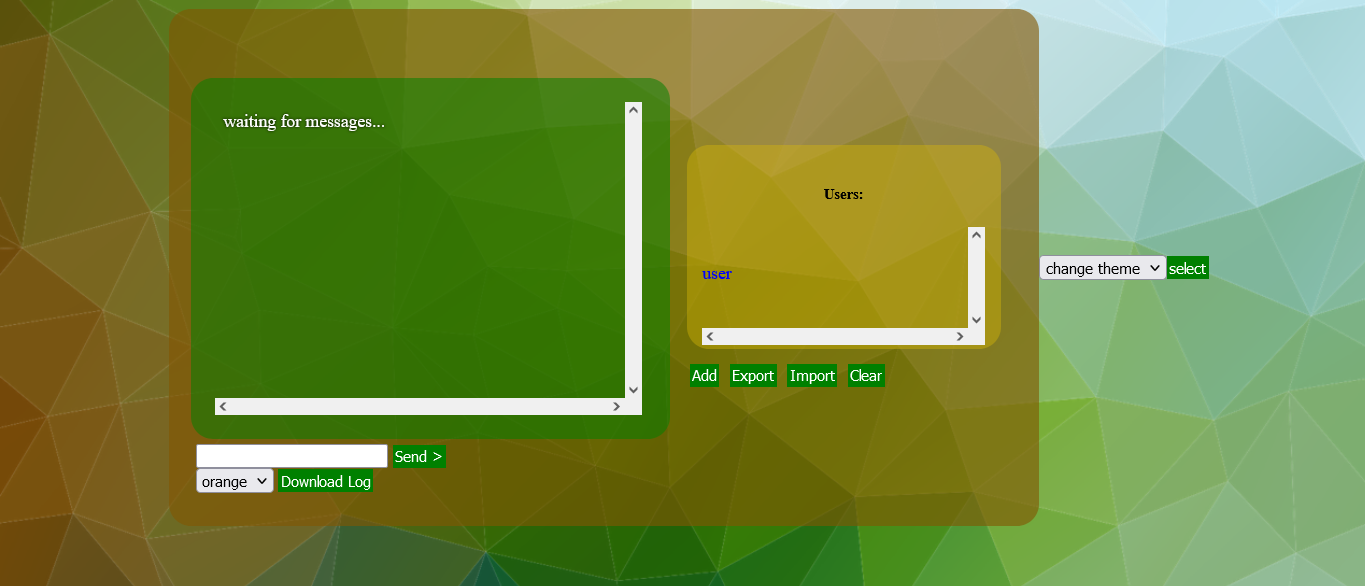 waiting for messages...
Users:
user
change theme select
Add Export Import Clear
Send >
orange Download Log